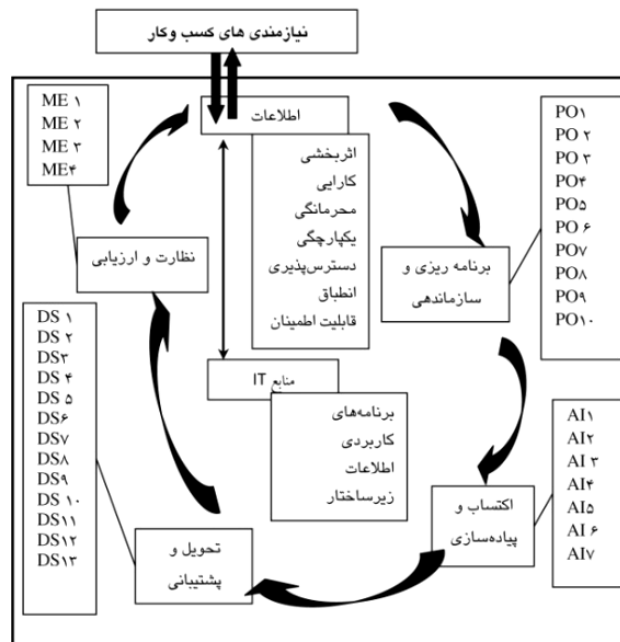 نیازمندی های کسب وکار
اطلاعات
اثربخشی
کارایی
محرمانگی
یکپارچگی
دسترس‌پذیری
انطباق
قابلیت اطمینان
ME ۱
ME ۲
ME ۳
ME۴
نظارت و ارزیابی
PO۱
PO ۲
PO ۳
PO۴
PO۵
PO ۶
PO۷
PO۸
PO۹
PO۱۰
برنامه ریزی و
سازماندهی
DS ۱
DS ۲
DS۳
DS ۴
DS ۵
DS۶
DS۷
DS۸
DS۹
DS ۱۰
DS۱۱
DS۱۲
DS۱۳
منابع IT
برنامه‌های
کاربردی
اطلاعات
زیرساختار
AI۱
AI۲
AI ۳
AI۴
AI۵
AI ۶
AI۷
اکتساب و
پیاده‌سازی
تحویل و
پشتیبانی